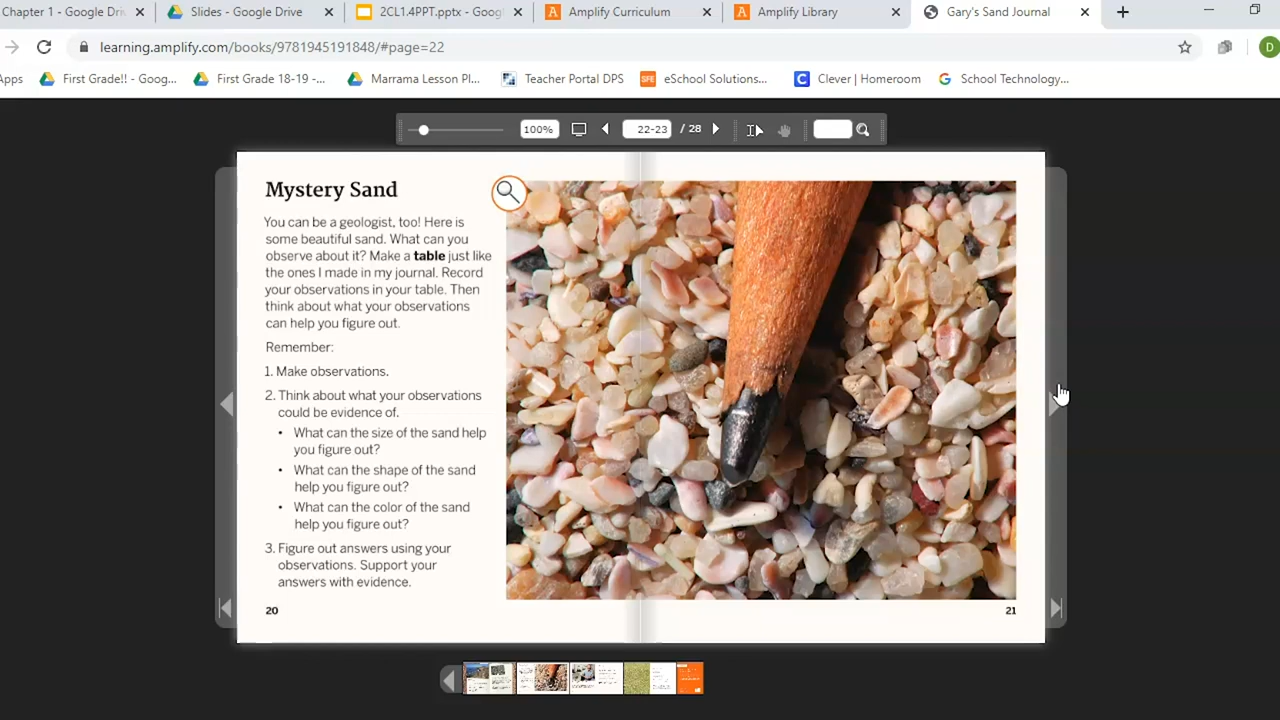 Chapter 1 - Google Dri
Slides - Google Drive
2CL1.4PPT.pptx - Goog
Amplify Curriculum
Amplify Library
Gary's Sand Journal
learning.amplify.com/books/9781945191848/#page=22
D
Apps
First Grade!! - Goog...
First Grade 18-19 -...
Marrama Lesson Pl...
Teacher Portal DPS
SFE
eSchool Solutions...
C
Clever | Homeroom
G
School Technology...
100%
22-23
/ 28
Mystery Sand
You can be a geologist, too! Here is
some beautiful sand. What can you
observe about it? Make a table just like
the ones I made in my journal. Record
your observations in your table. Then
think about what your observations
can help you figure out.
Remember:
1. Make observations.
2. Think about what your observations
could be evidence of.
• What can the size of the sand help
you figure out?
• What can the shape of the sand
help you figure out?
• What can the color of the sand
help you figure out?
3. Figure out answers using your
observations. Support your
answers with evidence.
20
21